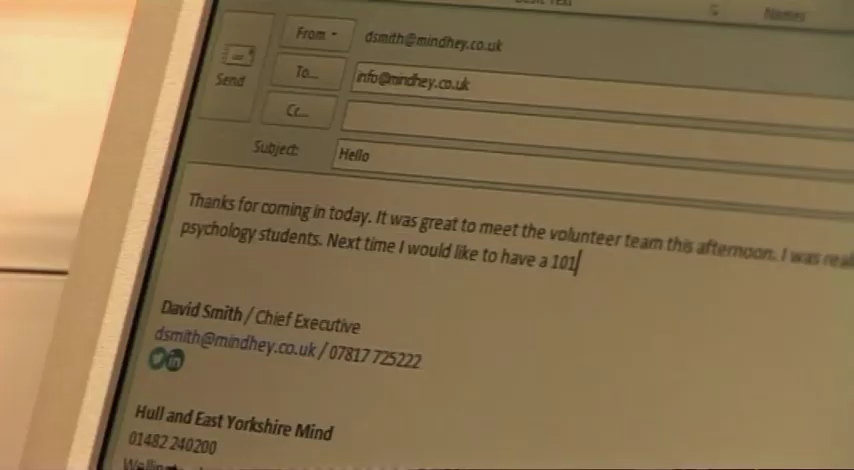 Names
From
dsmith@mindhey.co.uk
Send
To...
info@mindhey.co.uk
Cc...
Subject:
Hello
Thanks for coming in today. It was great to meet the volunteer team this afternoon. I was
psychology students. Next time I would like to have a 101
David Smith / Chief Executive
dsmith@mindhey.co.uk / 07817 725222
in
Hull and East Yorkshire Mind
01482 240200